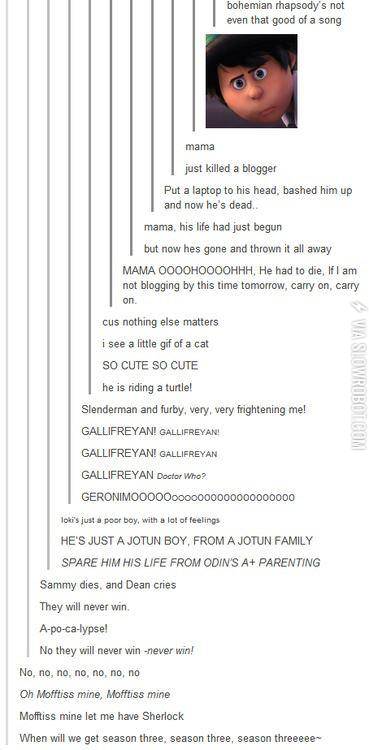 bohemian rhapsody's not
even that good of a song
mama
just killed a blogger
Put a laptop to his head, bashed him up
and now he's dead..
mama, his life had just begun
but now hes gone and thrown it all away
MAMA OOOOHOOOOHHH, He had to die, If I am
not blogging by this time tomorrow, carry on, carry
on.
cus nothing else matters
i see a little gif of a cat
SO CUTE SO CUTE
he is riding a turtle!
Slenderman and furby, very, very frightening me!
GALLIFREYAN! GALLIFREYAN!
GALLIFREYAN! GALLIFREYAN
GALLIFREYAN Doctor Who?
GERONIMOOOOOooooooooooooooooooo
loki's just a poor boy, with a lot of feelings
HE'S JUST A JOTUN BOY, FROM A JOTUN FAMILY
SPARE HIM HIS LIFE FROM ODIN'S A+ PARENTING
Sammy dies, and Dean cries
They will never win.
A-po-ca-lypse!
No they will never win -never win!
No, no, no, no, no, no, no
Oh Mofftiss mine, Mofftiss mine
Mofftiss mine let me have Sherlock
When will we get season three, season three, season threeeee~
VIA SLOWROBOT.COM